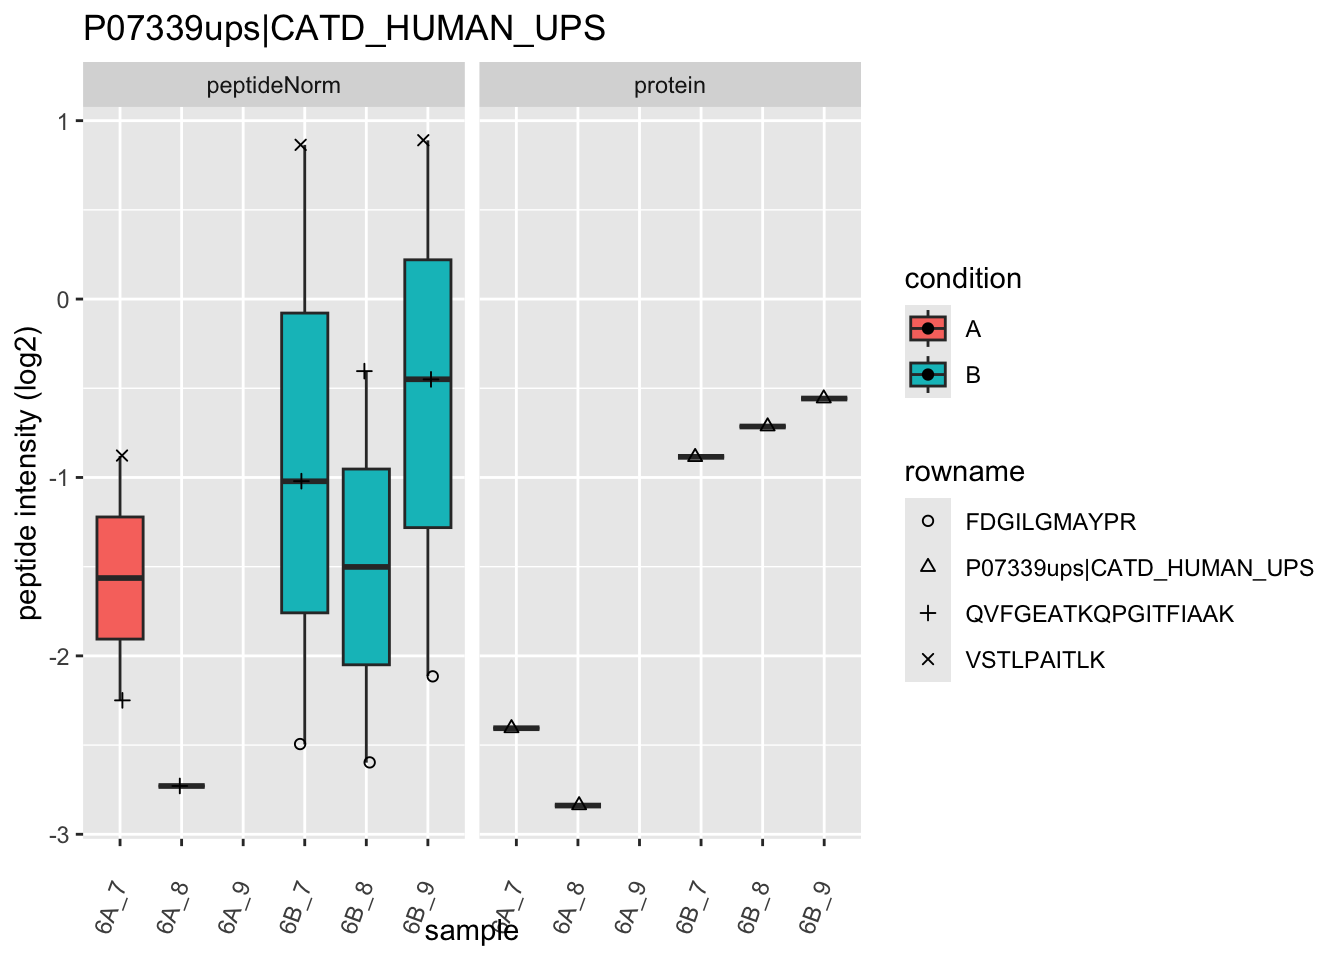 P07339ups|CATD_HUMAN_UPS
peptideNorm
protein
peptide intensity (log2)
1
0
-1
-2
-3
6A_7
6A_8
6A_9
6B_7
6B_8
6B_9
6A_7
6A_8
6A_9
6B_7
6B_8
6B_9
sample
condition
A
B
rowname
FDGILGMAYPR
P07339ups|CATD_HUMAN_UPS
QVFGEATKQPGITFIAAK
VSTLPAITLK